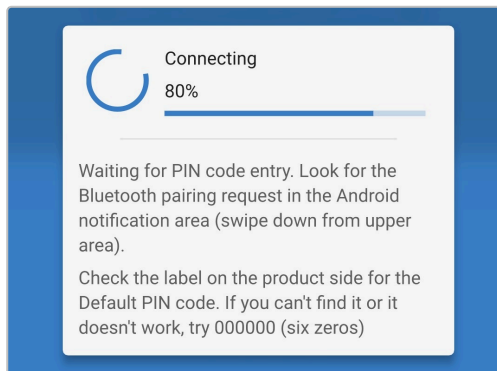 Connecting
80%
Waiting for PIN code entry. Look for the
Bluetooth pairing request in the Android
notification area (swipe down from upper
area).
Check the label on the product side for the
Default PIN code. If you can't find it or it
doesn't work, try 000000 (six zeros)